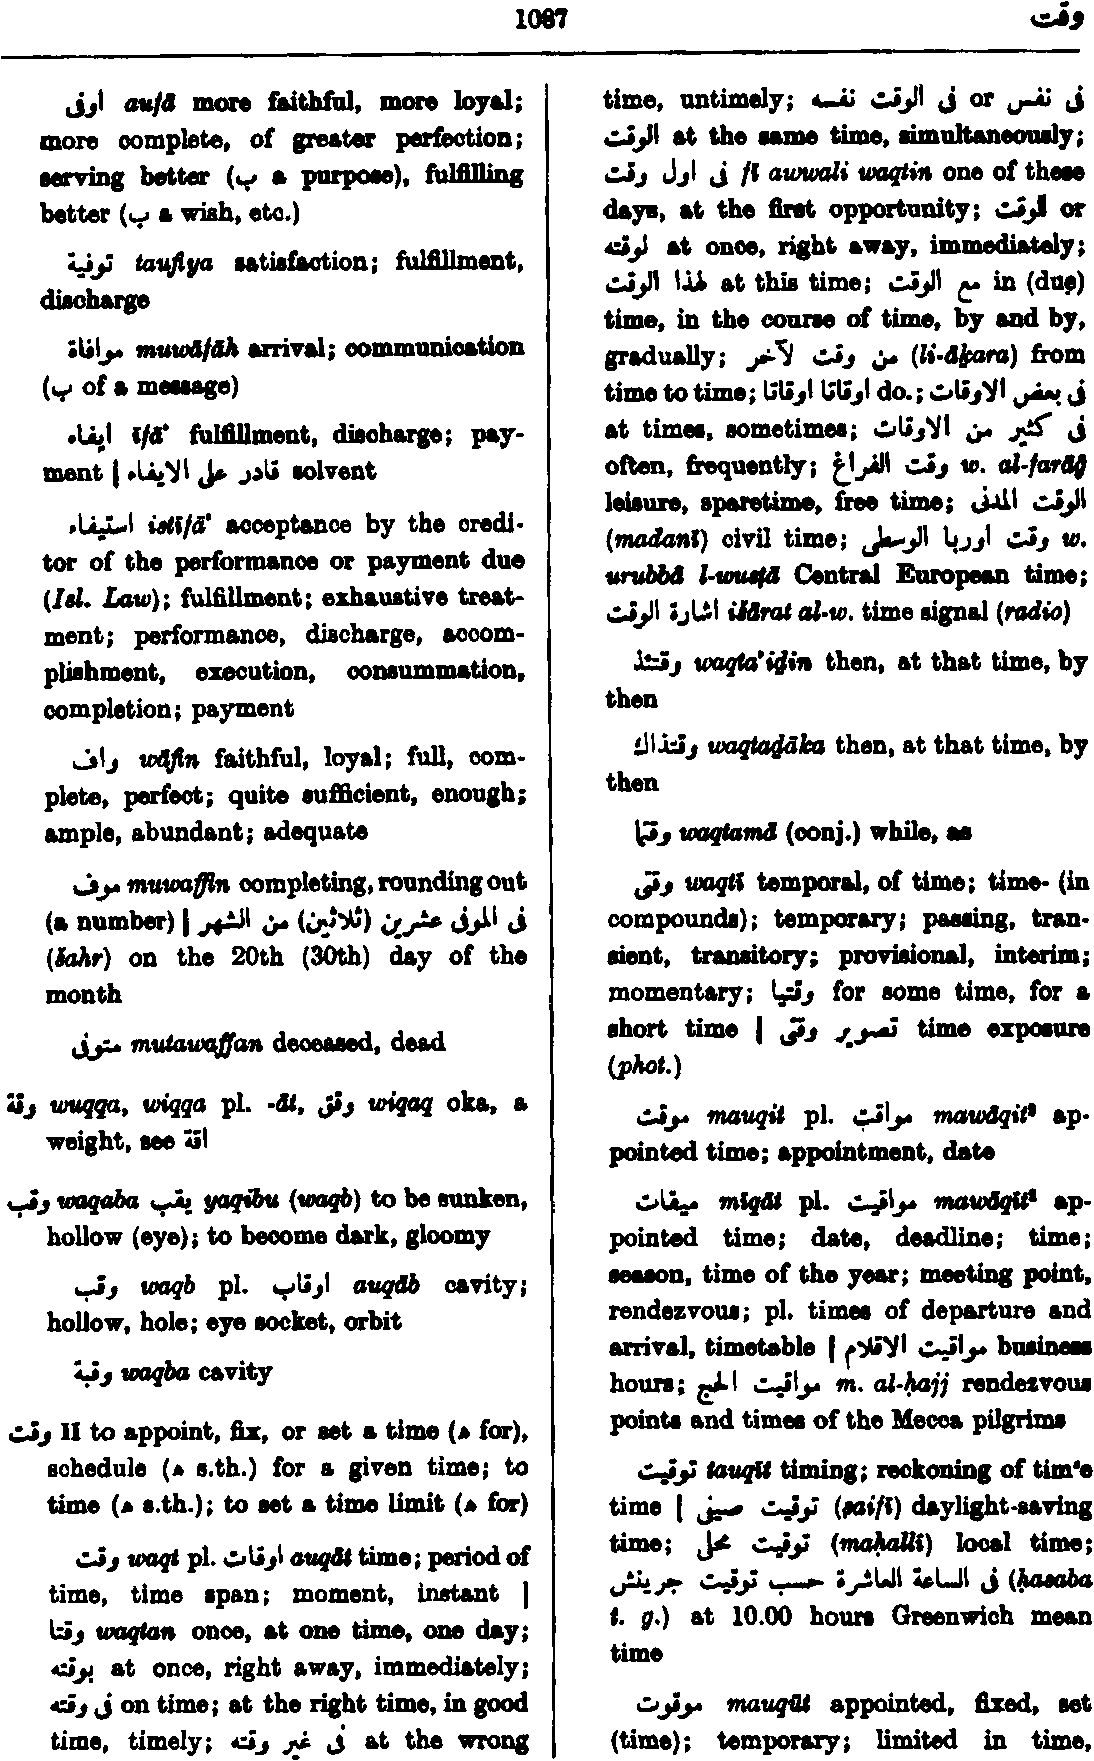 1087
وقت
اوفى aufā more faithful, more loyal;
more complete, of greater perfection;
serving better (ب a purpose), fulfilling
better (ب a wish, etc.)
توفية taufiya satisfaction; fulfillment,
discharge
موافاة muwāfāh arrival; communication
(ب of a message)
ايفاء īfā' fulfillment, discharge; pay-
ment | قادر على الايفاء solvent
استيفاء istīfā' acceptance by the credi-
tor of the performance or payment due
(Isl. Law); fulfillment; exhaustive treat-
ment; performance, discharge, accom-
plishment, execution, consummation,
completion; payment
واف wāfin faithful, loyal; full, com-
plete, perfect; quite sufficient, enough;
ample, abundant; adequate
موف muwaffin completing, rounding out
(a number) | فى الموفى عشرين (ثلاثين) من الشهر
(šahr) on the 20th (30th) day of the
month
متوفى mutawaffan deceased, dead
وقة wuqqa, wiqqa pl. -āt, وقق wiqaq oka, a
weight, see اقة
وقب waqaba يقب yaqibu (waqb) to be sunken,
hollow (eye); to become dark, gloomy
وقب waqb pl. اوقاب auqāb cavity;
hollow, hole; eye socket, orbit
وقبة waqba cavity
وقت II to appoint, fix, or set a time (ه for),
schedule (ه s.th.) for a given time; to
time (ه s.th.); to set a time limit (ه for)
وقت waqt pl. اوقات auqāt time; period of
time, time span; moment, instant |
وقتا waqtan once, at one time, one day;
بوقته at once, right away, immediately;
فى وقته on time; at the right time, in good
time, timely; فى غير وقته at the wrong
time, untimely; فى الوقت نفسه or فى نفس
الوقت at the same time, simultaneously;
فى اول وقت fī awwali waqtin one of these
days, at the first opportunity; للوقت or
لوقته at once, right away, immediately;
لهذا الوقت at this time; مع الوقت in (due)
time, in the course of time, by and by,
gradually; من وقت لآخر (li-āḵara) from
time to time; اوقاتا اوقاتا do.; فى بعض الاوقات
at times, sometimes; فى كثير من الاوقات
often, frequently; وقت الفراغ w. al-farāḡ
leisure, sparetime, free time; الوقت المدنى
(madanī) civil time; وقت اوربا الوسطى w.
urubbā l-wusṭā Central European time;
اشارة الوقت išārat al-w. time signal (radio)
وقتئذ waqta'iḏin then, at that time, by
then
وقتذاك waqtaḏāka then, at that time, by
then
وقتما waqtamā (conj.) while, as
وقتى waqtī temporal, of time; time- (in
compounds); temporary; passing, tran-
sient, transitory; provisional, interim;
momentary; وقتيا for some time, for a
short time | تصوير وقتى time exposure
(phot.)
موقت mauqit pl. مواقت mawāqit² ap-
pointed time; appointment, date
ميقات mīqāt pl. مواقيت mawāqīt² ap-
pointed time; date, deadline; time;
season, time of the year; meeting point,
rendezvous; pl. times of departure and
arrival, timetable | مواقيت الاقلام business
hours; مواقيت الحج m. al-ḥajj rendezvous
points and times of the Mecca pilgrims
توقيت tauqīt timing; reckoning of tim'e
time | توقيت صيفى (ṣaifī) daylight-saving
time; توقيت محلى (maḥallī) local time;
فى الساعة العاشرة حسب توقيت جرينتش (ḥasaba
t. g.) at 10.00 hours Greenwich mean
time
موقوت mauqūt appointed, fixed, set
(time); temporary; limited in time,